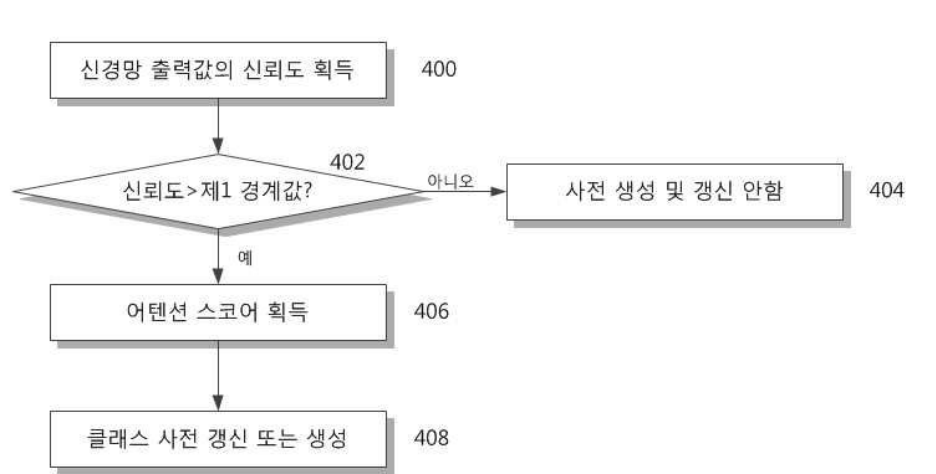 신경망 출력값의 신뢰도 획득
400
402
신뢰도>제1 경계값?
아니오
사전 생성 및 갱신 안함
404
예
어텐션 스코어 획득
406
클래스 사전 갱신 또는 생성
408